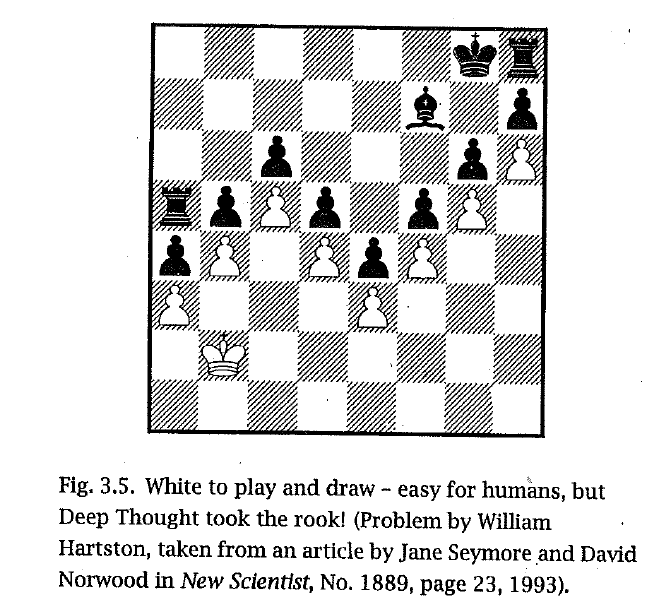 Fig. 3.5. White to play and draw – easy for humans, but
Deep Thought took the rook! (Problem by William
Hartston, taken from an article by Jane Seymore and David
Norwood in New Scientist, No. 1889, page 23, 1993).